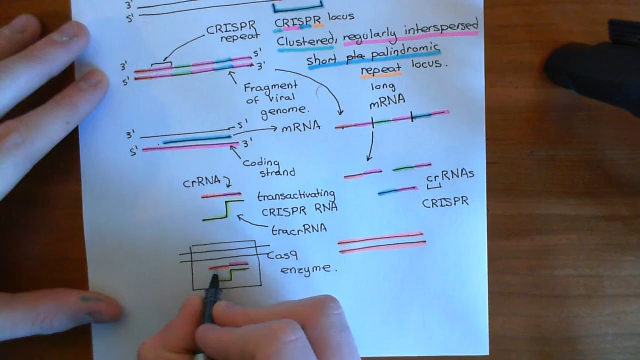 CRISPR locus
CRISPR
repeat
Clustered, regularly interspersed
short pla palindromic
repeat locus.
3'
5'
5'
3'
3'
5'
Fragment
of viral
genome.
long
mRNA
3'
5'
5'
3'
mRNA
Coding
strand
crRNA
transactivating
CRISPR RNA
tracrRNA
crRNAs
CRISPR
Cas9
enzyme.